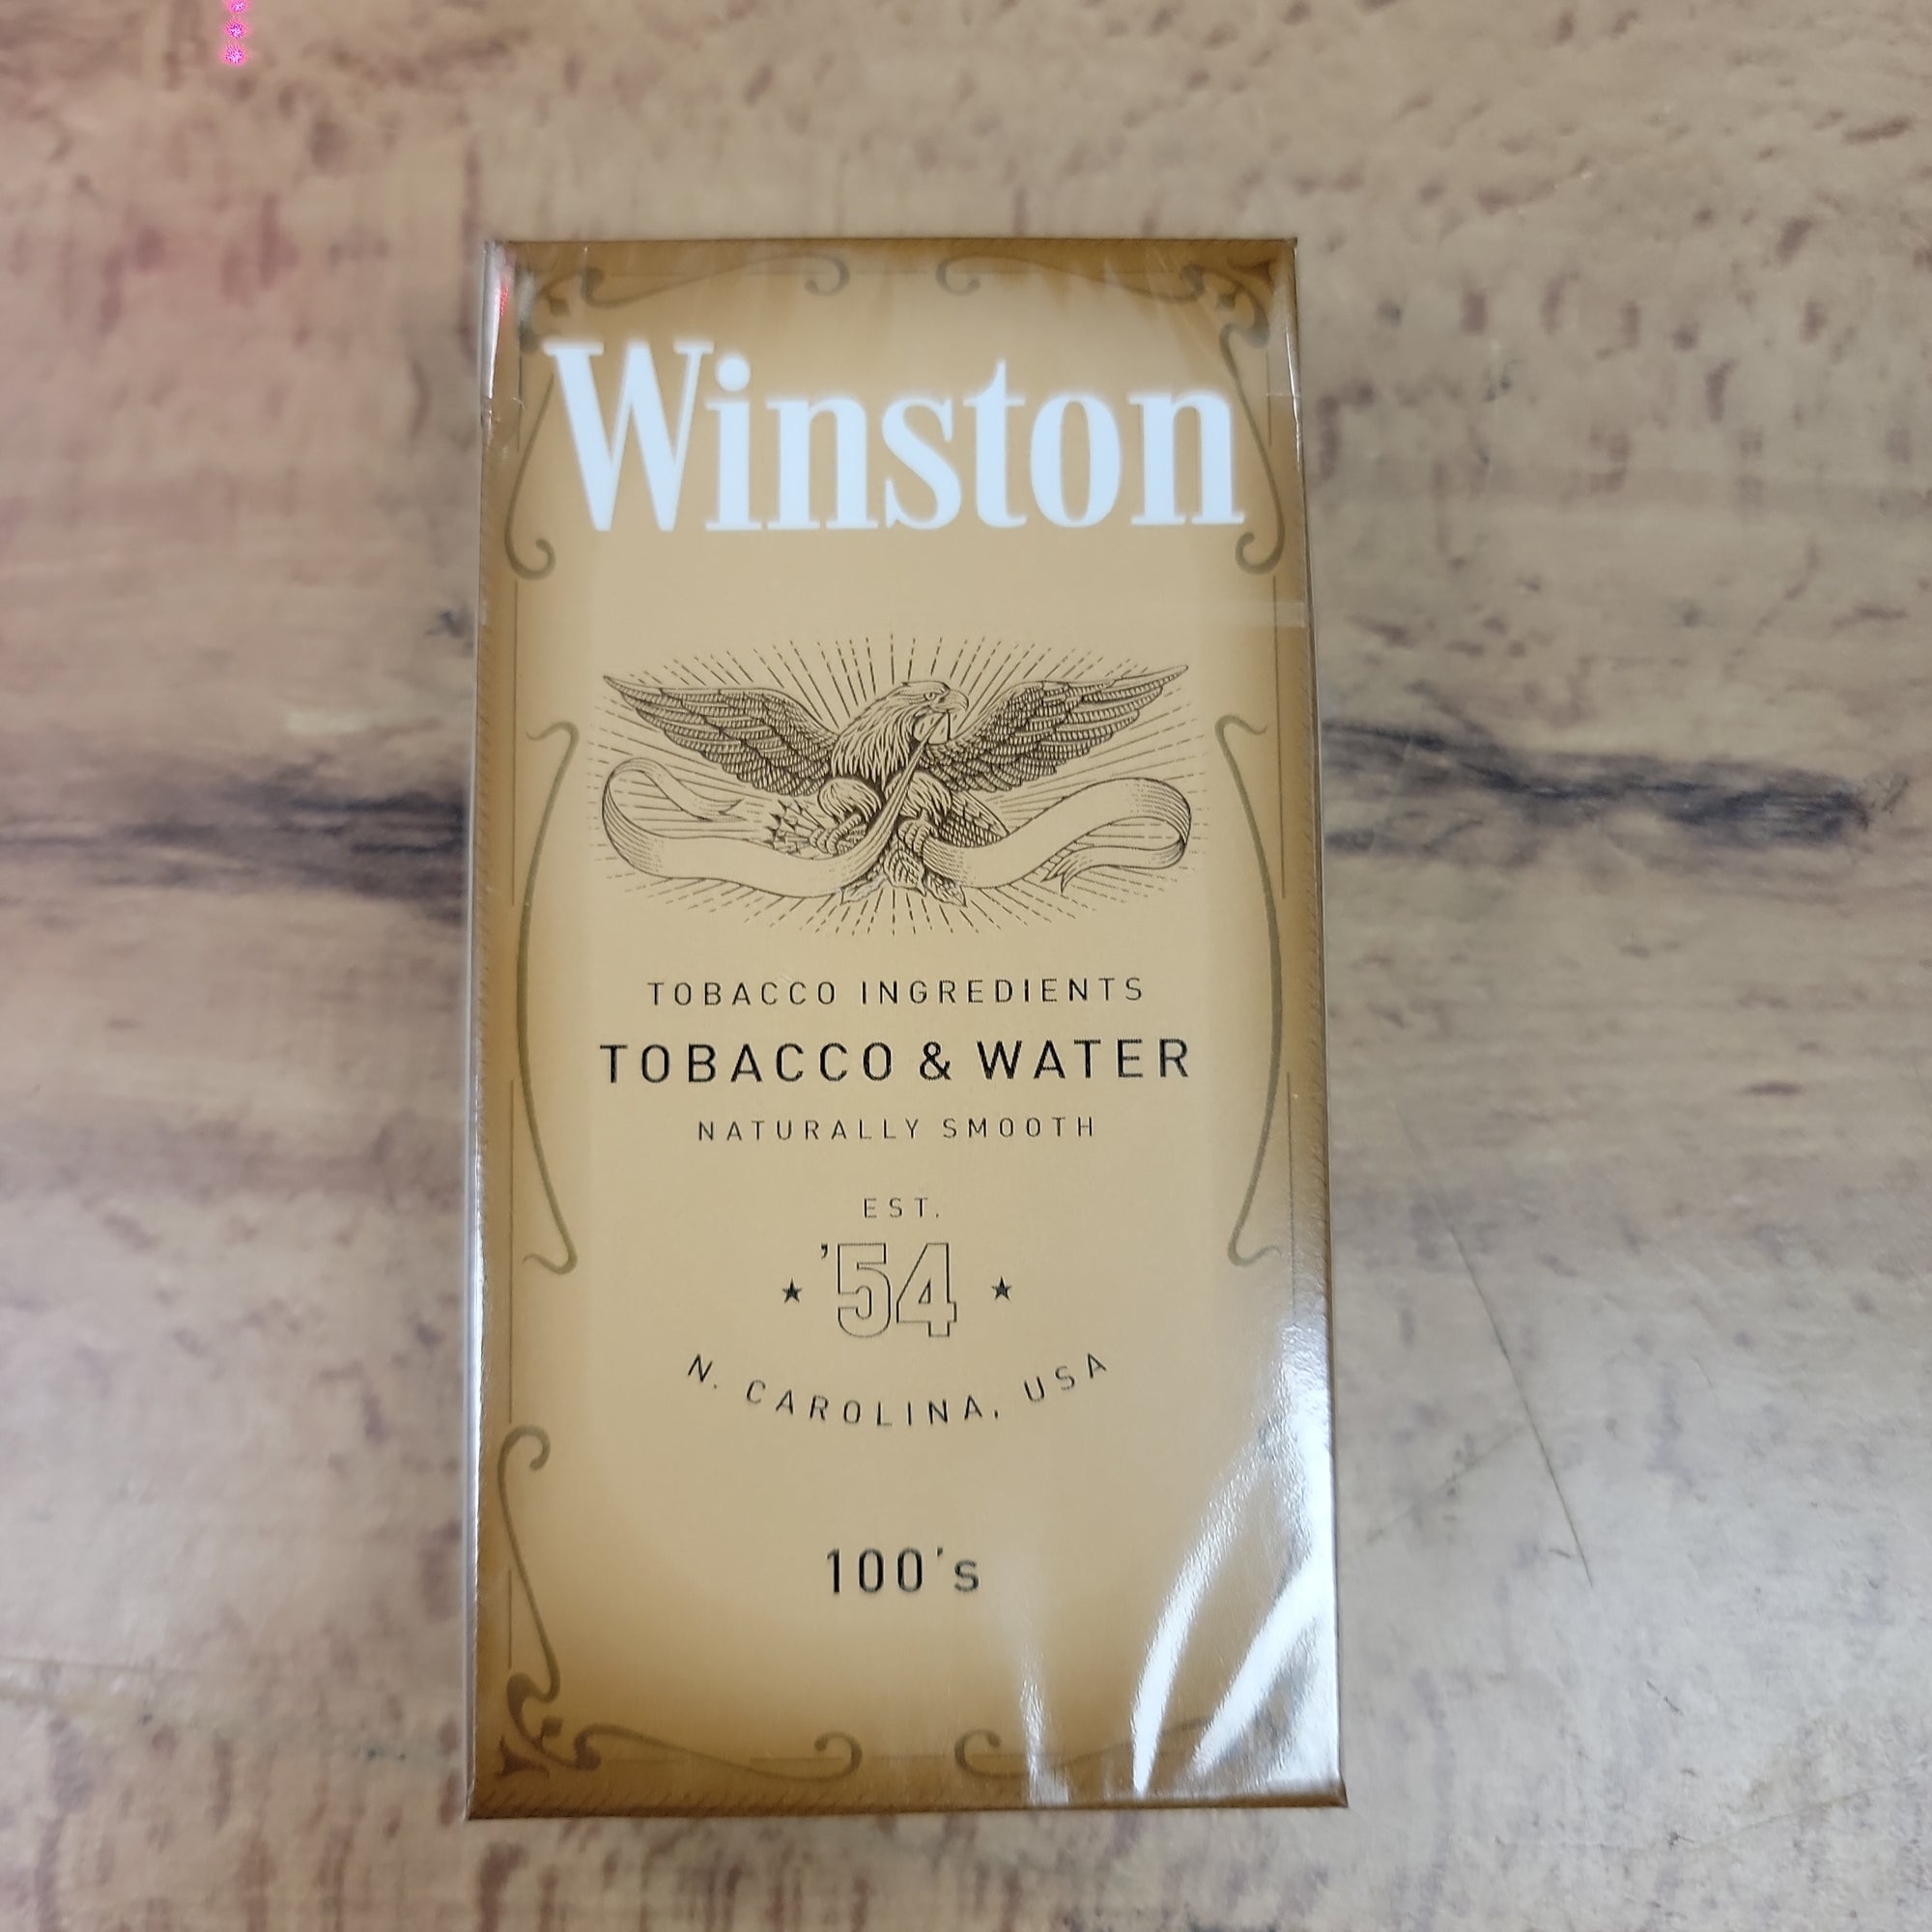 Winston
TOBACCO INGREDIENTS
TOBACCO & WATER
NATURALLY SMOOTH
EST.
'54
N. CAROLINA, USA
100's